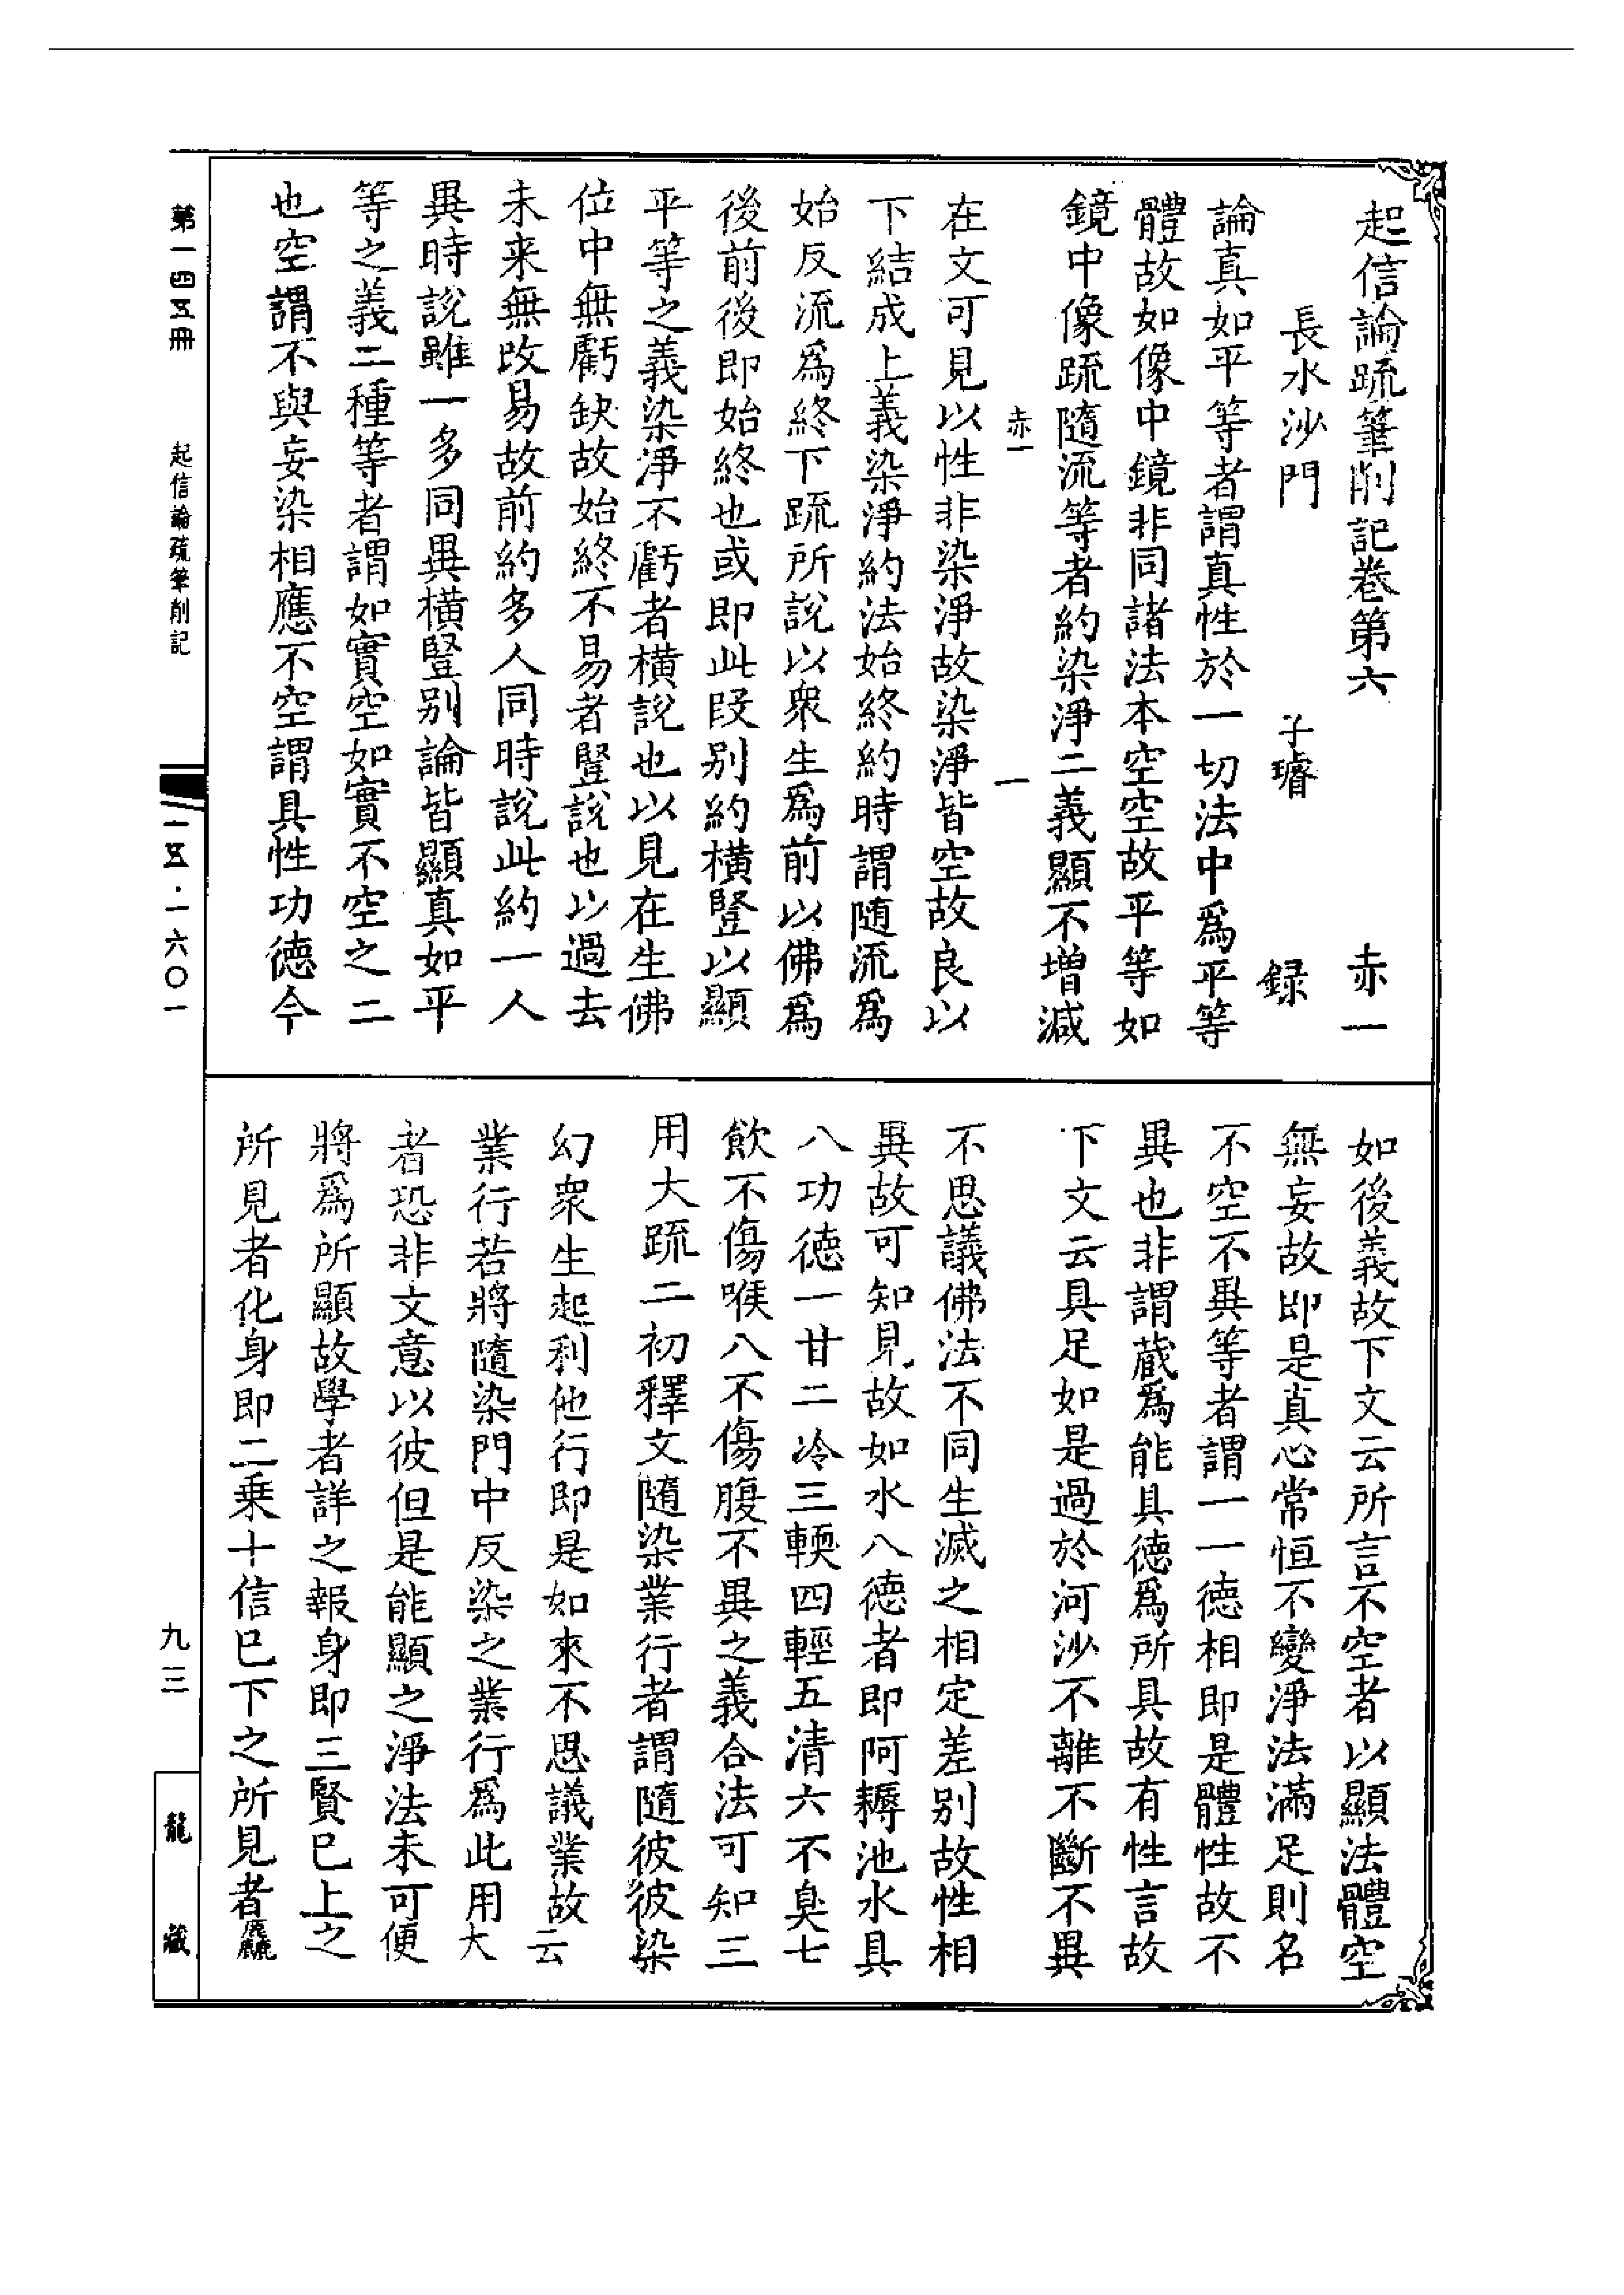 起信論疏筆削記卷第六　赤一
長水沙門　子璿　録
論真如平等者謂真性於一切法中爲平等
體故如像中鏡非同諸法本空空故平等如
鏡中像疏隨流等者約染淨二義顯不增減
赤一　一
在文可見以性非染淨故染淨皆空故良以
下結成上義染淨約法始終約時謂隨流爲
始反流爲終下疏所說以衆生爲前以佛爲
後前後即始終也或即此叚别約橫豎以顯
平等之義染淨不虧者橫說也以見在生佛
位中無虧缺故始終不易者豎說也以過去
未来無改易故前約多人同時說此約一人
異時說雖一多同異橫豎别論皆顯真如平
等之義二種等者謂如實空如實不空之二
也空謂不與妄染相應不空謂具性功德今
如後義故下文云所言不空者以顯法體空
無妄故即是真心常恒不變淨法滿足則名
不空不異等者謂一一德相即是體性故不
異也非謂蔵爲能具德爲所具故有性言故
下文云具足如是過於河沙不離不斷不異
不思議佛法不同生滅之相定差别故性相
異故可知見故如水八德者即阿耨池水具
八功德一甘二冷三輭四輕五清六不臭七
飲不傷喉八不傷腹不異之義合法可知三
用大疏二初釋文隨染業行者謂隨彼彼染
幻衆生起利他行即是如來不思議業故云
業行若將隨染門中反染之業行爲此用大
者恐非文意以彼但是能顯之淨法未可便
將爲所顯故學者詳之報身即三賢已上之
所見者化身即二乘十信已下之所見者麤
第一四五冊　起信論疏筆削記　一五·一六〇一
九三
龍藏